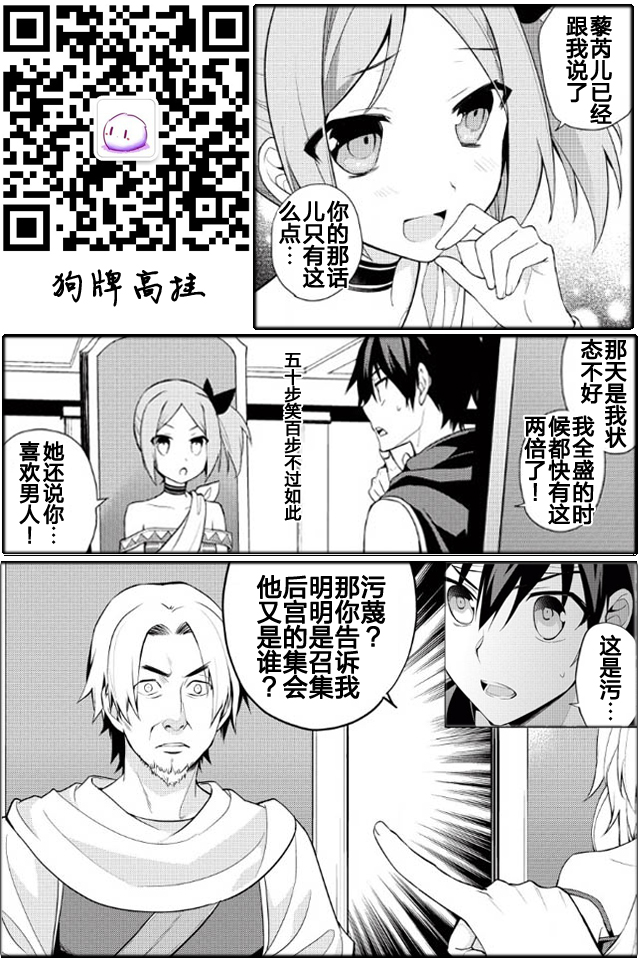 狗牌高挂
藜芮儿已经
跟我说了
你的那话
儿只有这
么点…
那天是我状
态不好
我全盛的时
候都快有这
两倍了！
五十步笑百步不过如此
她还说你…
喜欢男人！
这是污…
污蔑？
那你告诉我
明明是召集
后宫的集会
他又是谁？